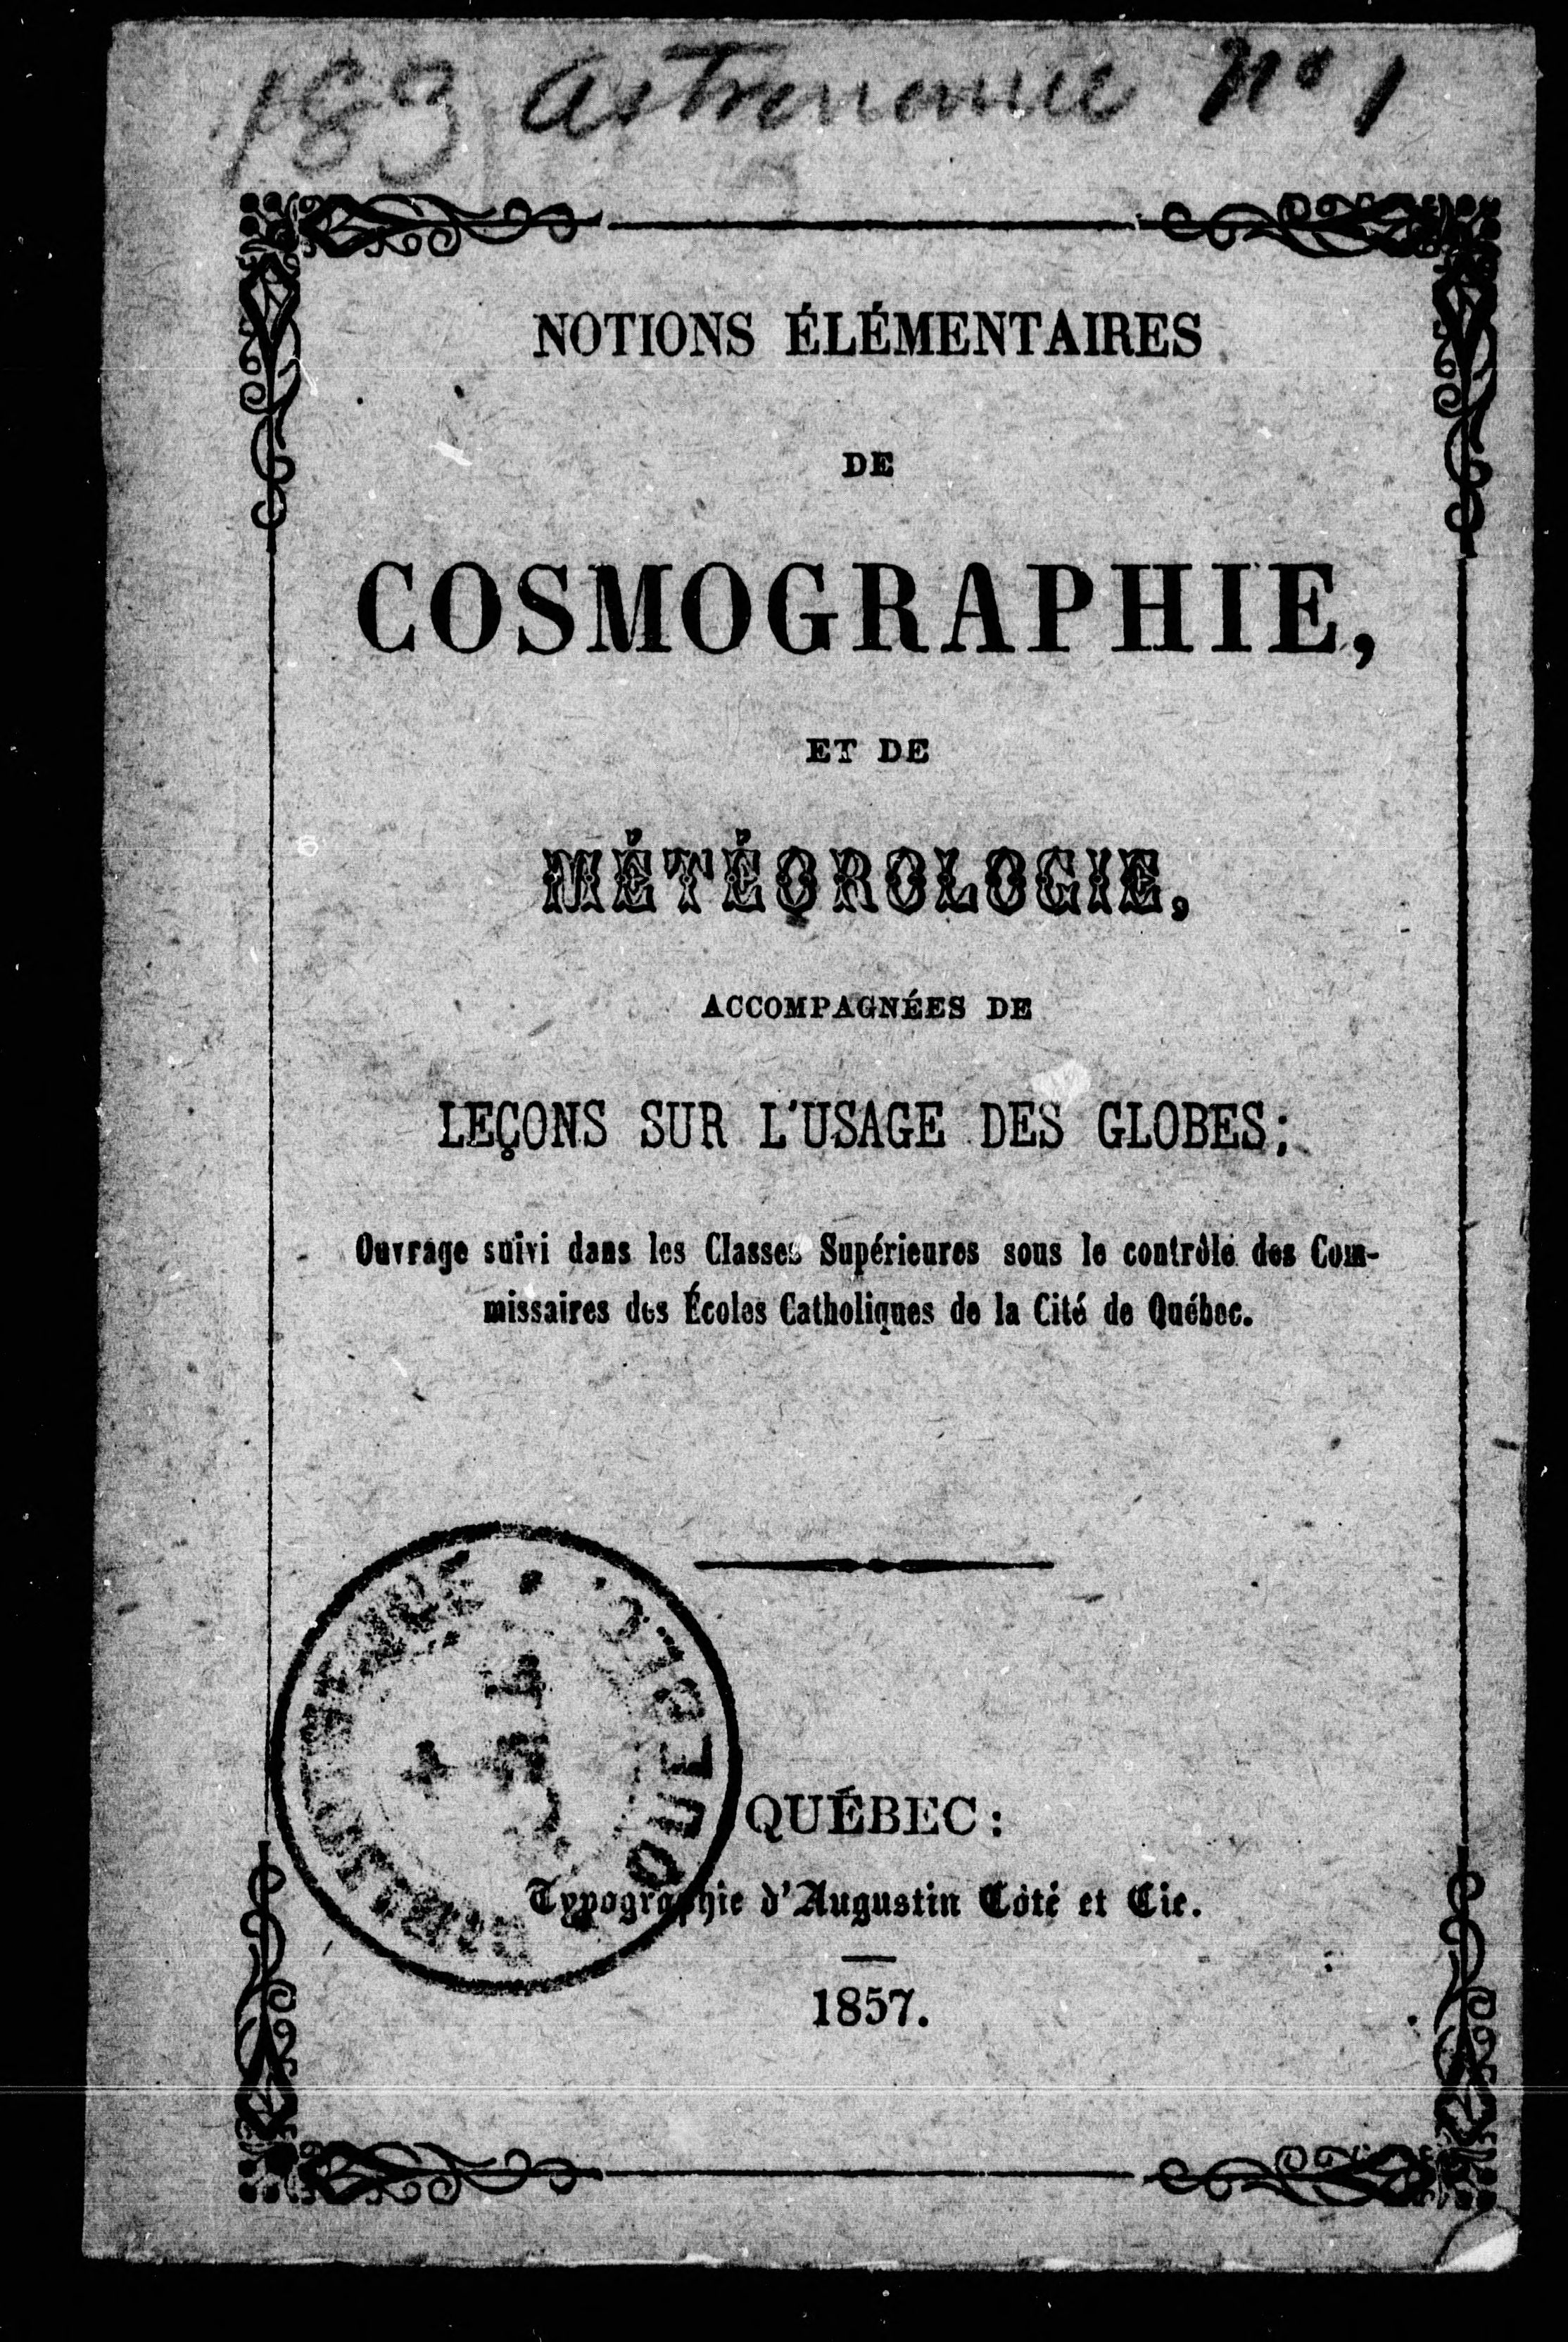 183 Astronomie No 1
NOTIONS ÉLÉMENTAIRES
DE
COSMOGRAPHIE,
ET DE
MÉTÉOROLOGIE,
ACCOMPAGNÉES DE
LEÇONS SUR L'USAGE DES GLOBES;
Ouvrage suivi dans les Classes Supérieures sous le contrôle des Com-
missaires des Écoles Catholiques de la Cité de Québec.
QUÉBEC:
Typographie d'Augustin Côté et Cie.
1857.